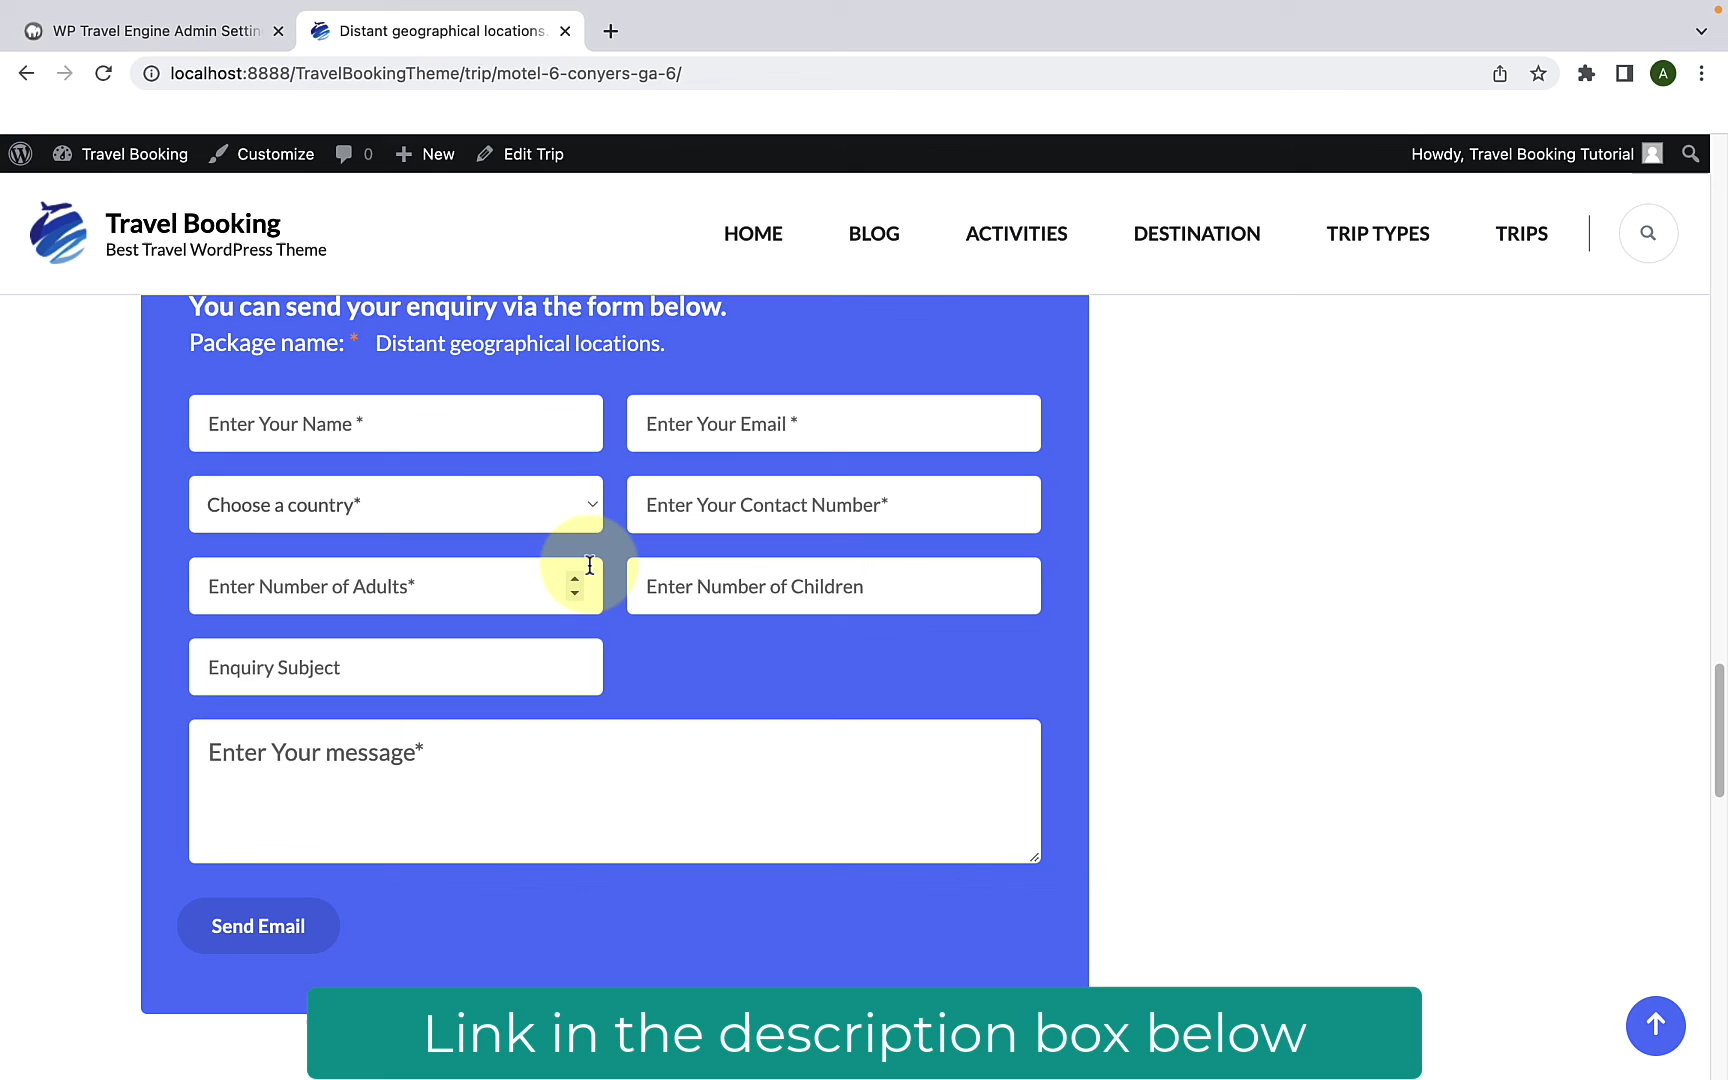 WP Travel Engine Admin Settin
Distant geographical locations.
localhost:8888/TravelBookingTheme/trip/motel-6-conyers-ga-6/
A
Travel Booking
Customize
0
New
Edit Trip
Howdy, Travel Booking Tutorial
Travel Booking
Best Travel WordPress Theme
HOME
BLOG
ACTIVITIES
DESTINATION
TRIP TYPES
TRIPS
You can send your enquiry via the form below.
Package name: * Distant geographical locations.
Enter Your Name *
Enter Your Email *
Choose a country*
Enter Your Contact Number*
Enter Number of Adults*
Enter Number of Children
Enquiry Subject
Enter Your message*
Send Email
Link in the description box below